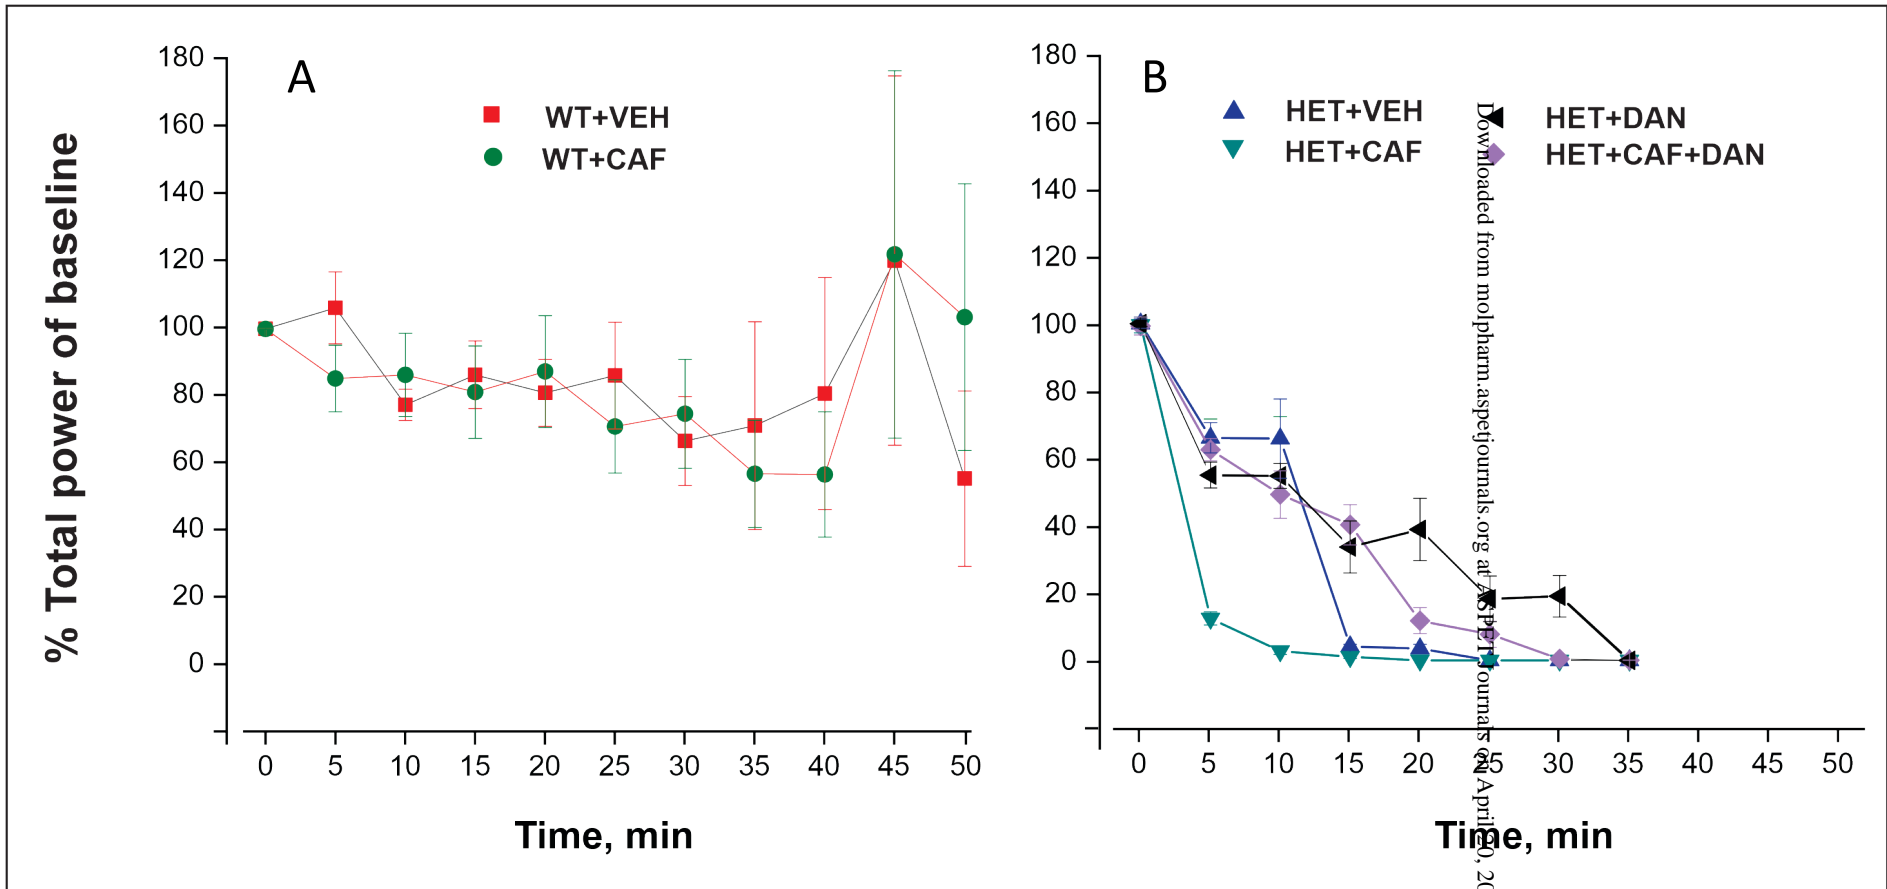 % Total power of baseline
A
WT+VEH
WT+CAF
180
160
140
120
100
80
60
40
20
0
0 5 10 15 20 25 30 35 40 45 50
Time, min
B
HET+VEH
HET+CAF
HET+DAN
HET+CAF+DAN
180
160
140
120
100
80
60
40
20
0
0 5 10 15 20 25 30 35 40 45 50
Time, min
Downloaded from molpharm.aspetjournals.org at ASPET Journals on April 20, 20